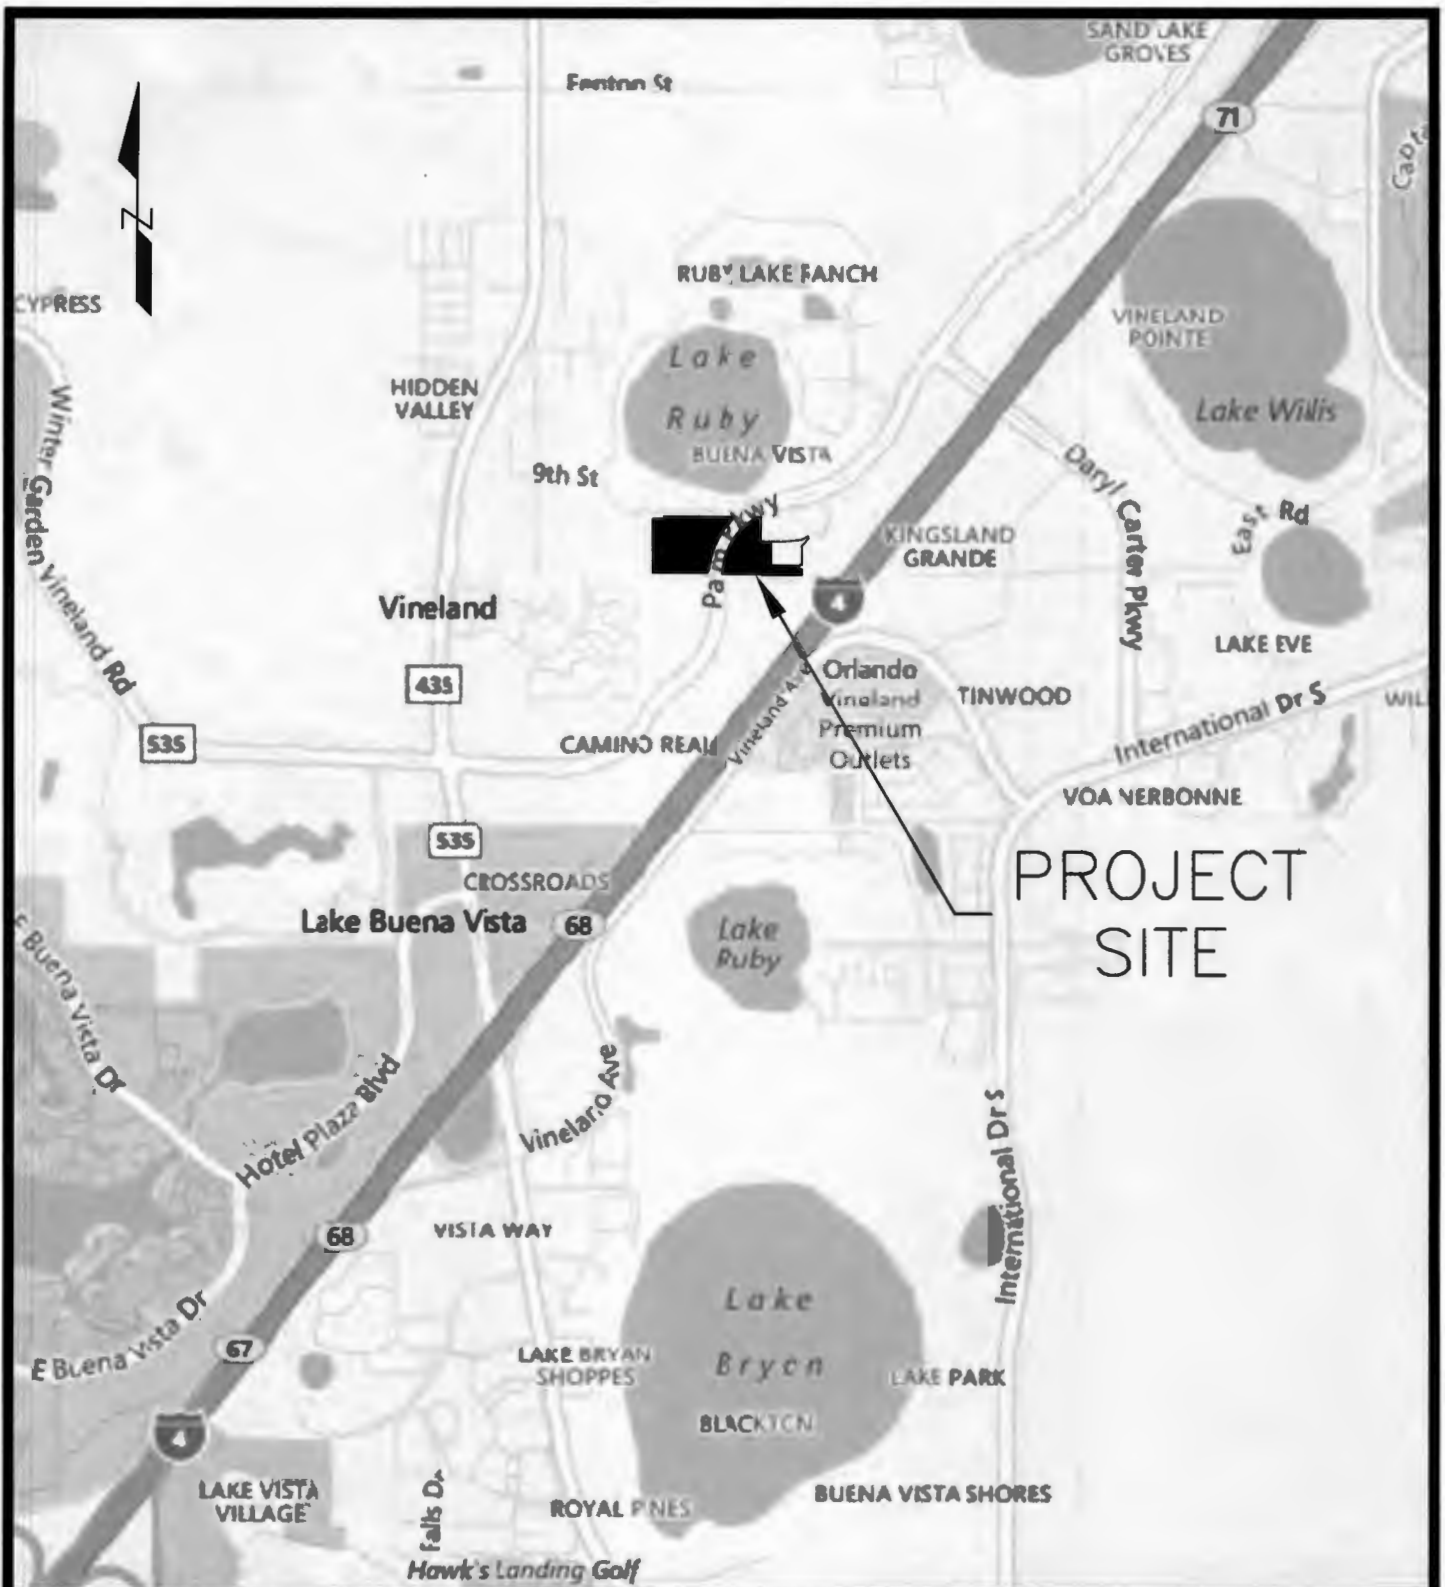 SAND LAKE
GROVES
Fenton St
71
Z
RUBY LAKE RANCH
CYPRESS
VINELAND
POINTE
Lake
Ruby
HIDDEN
VALLEY
Lake Willis
BUENA VISTA
9th St
Winter Garden Vineland Rd
Daryl Carter Pkwy
East Rd
Palm Pkwy
KINGSLAND
GRANDE
4
Vineland
LAKE EVE
435
Orlando
Vineland
Premium
Outlets
TINWOOD
International Dr S
535
CAMINO REAL
Vineland Ave
VOA NERBONNE
535
CROSSROADS
PROJECT
SITE
Lake Buena Vista
68
Lake
Ruby
E Buena Vista Dr
Hotel Plaza Blvd
Vineland Ave
International Dr S
68
VISTA WAY
Lake
Bryan
E Buena Vista Dr
67
LAKE BRYAN
SHOPPES
LAKE PARK
BLACKTON
4
LAKE VISTA
VILLAGE
Falls Dr
ROYAL PINES
BUENA VISTA SHORES
Hawk's Landing Golf